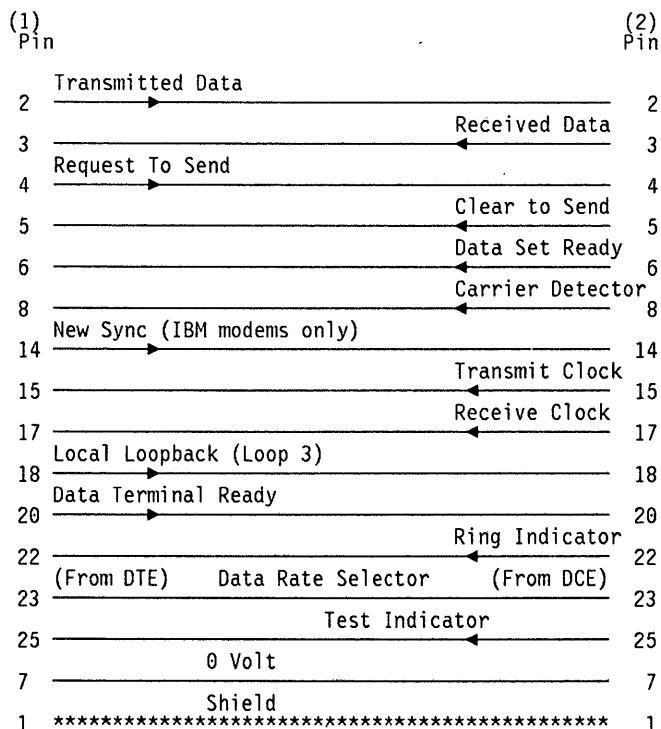 (1) (2)
Pin Pin
Transmitted Data
2 2
Received Data
3 3
Request To Send
4 4
Clear to Send
5 5
Data Set Ready
6 6
Carrier Detector
8 8
New Sync (IBM modems only)
14 14
Transmit Clock
15 15
Receive Clock
17 17
Local Loopback (Loop 3)
18 18
Data Terminal Ready
20 20
Ring Indicator
22 22
(From DTE) Data Rate Selector (From DCE)
23 23
Test Indicator
25 25
0 Volt
7 7
Shield
1 ********************************************** 1